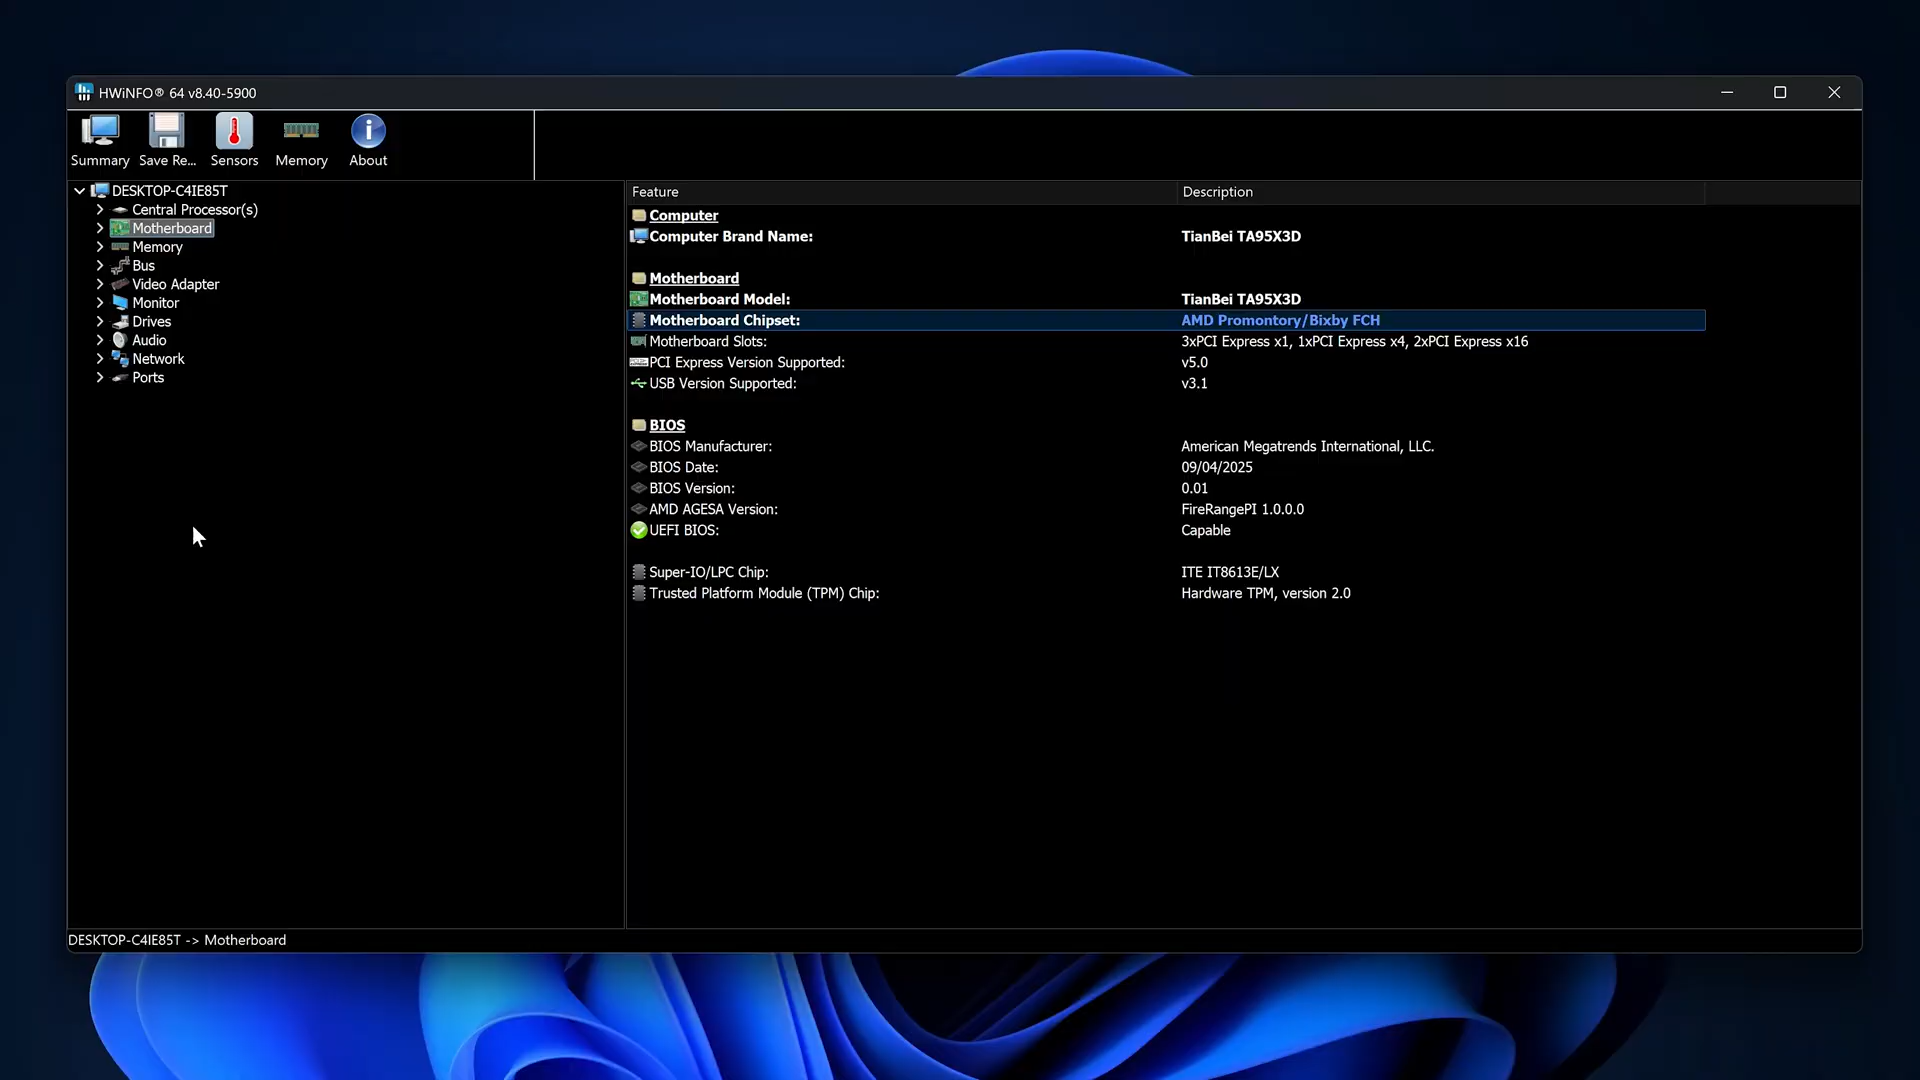 HWiNFO® 64 v8.40-5900
Summary
Save Re...
Sensors
Memory
About
DESKTOP-C4IE85T
Central Processor(s)
Motherboard
Memory
Bus
Video Adapter
Monitor
Drives
Audio
Network
Ports
Feature Description
Computer
Computer Brand Name: TianBei TA95X3D
Motherboard
Motherboard Model: TianBei TA95X3D
Motherboard Chipset: AMD Promontory/Bixby FCH
Motherboard Slots: 3xPCI Express x1, 1xPCI Express x4, 2xPCI Express x16
PCI Express Version Supported: v5.0
USB Version Supported: v3.1
BIOS
BIOS Manufacturer: American Megatrends International, LLC.
BIOS Date: 09/04/2025
BIOS Version: 0.01
AMD AGESA Version: FireRangePI 1.0.0.0
UEFI BIOS: Capable
Super-IO/LPC Chip: ITE IT8613E/LX
Trusted Platform Module (TPM) Chip: Hardware TPM, version 2.0
DESKTOP-C4IE85T -> Motherboard